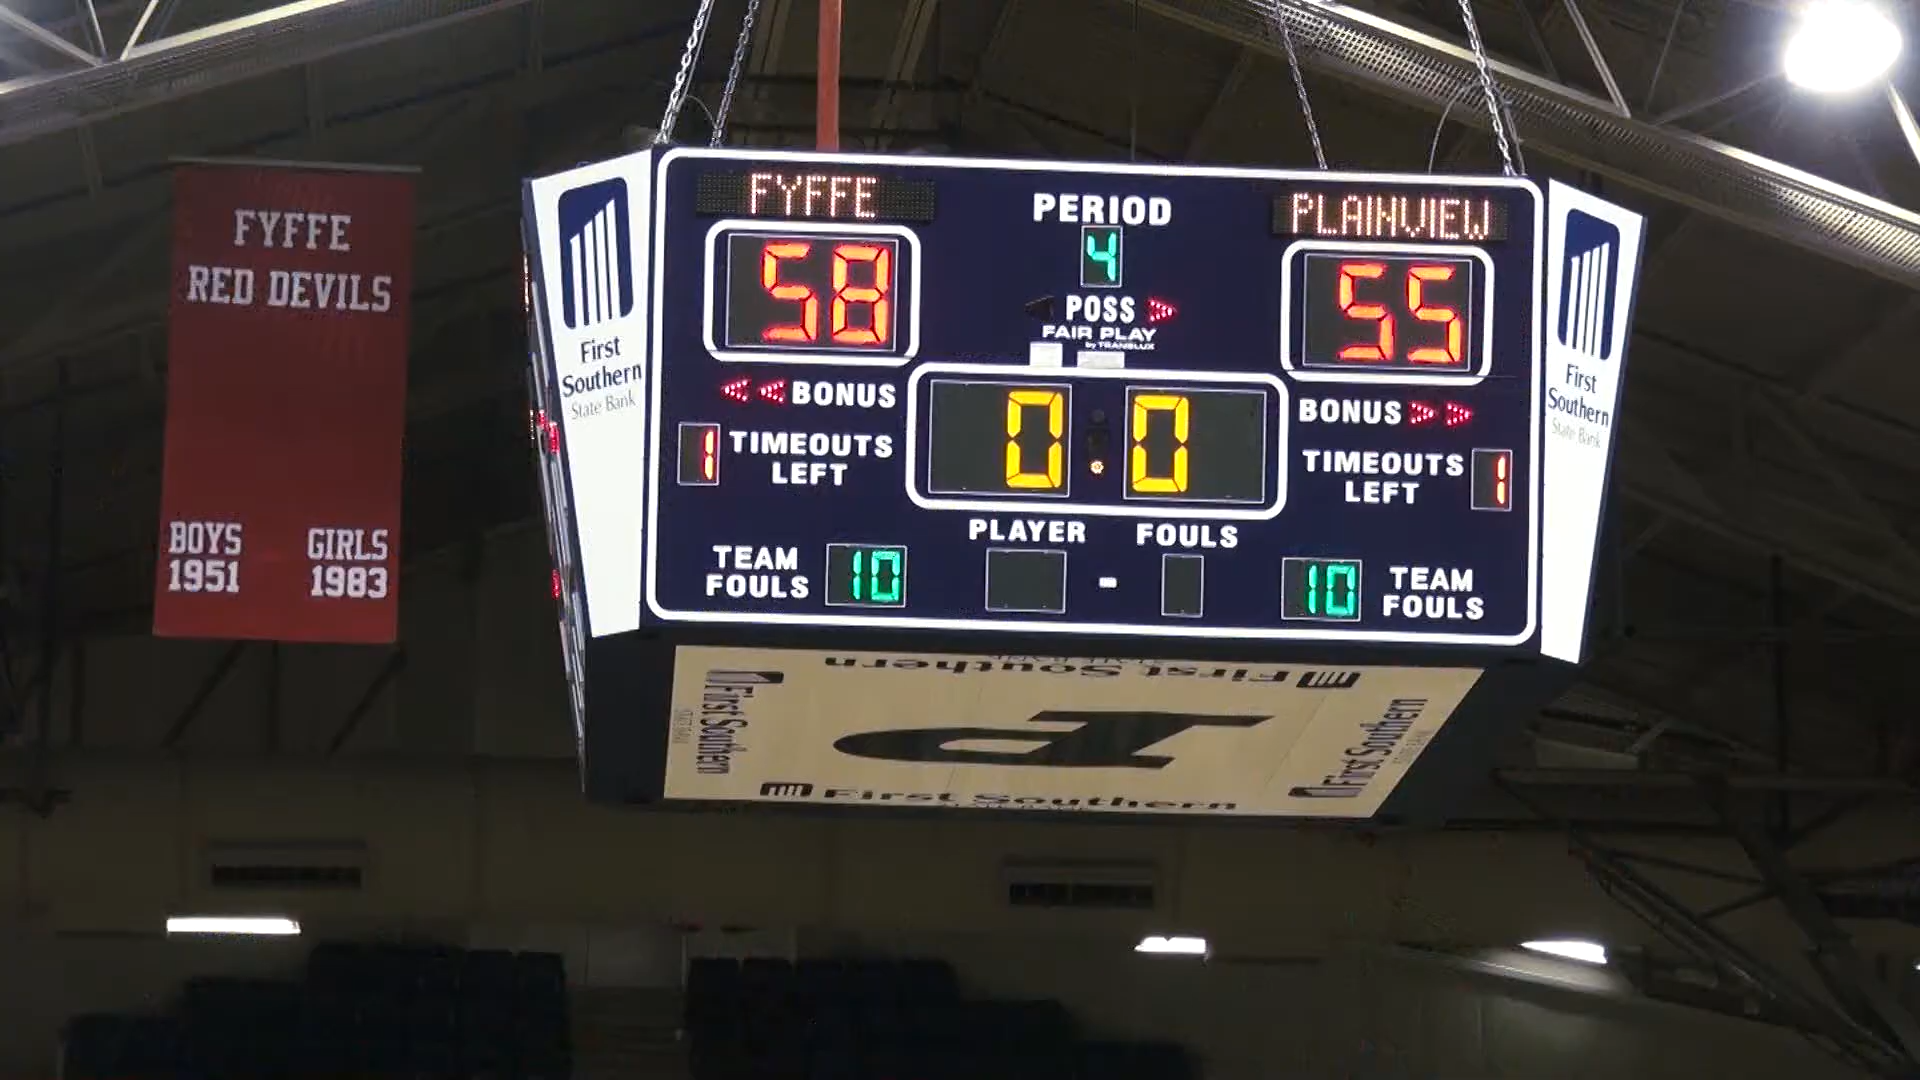 FYFFE
RED DEVILS
BOYS GIRLS
1951 1983
First
Southern
State Bank
FYFFE
PERIOD
PLAINVIEW
58
4
55
POSS
FAIR PLAY
by TRANSLUX
BONUS
BONUS
1 TIMEOUTS
LEFT
0.0
TIMEOUTS 1
LEFT
PLAYER FOULS
TEAM
FOULS 10
-
10 TEAM
FOULS
First
Southern
State Bank
First Southern
First Southern
P
First Southern
First Southern